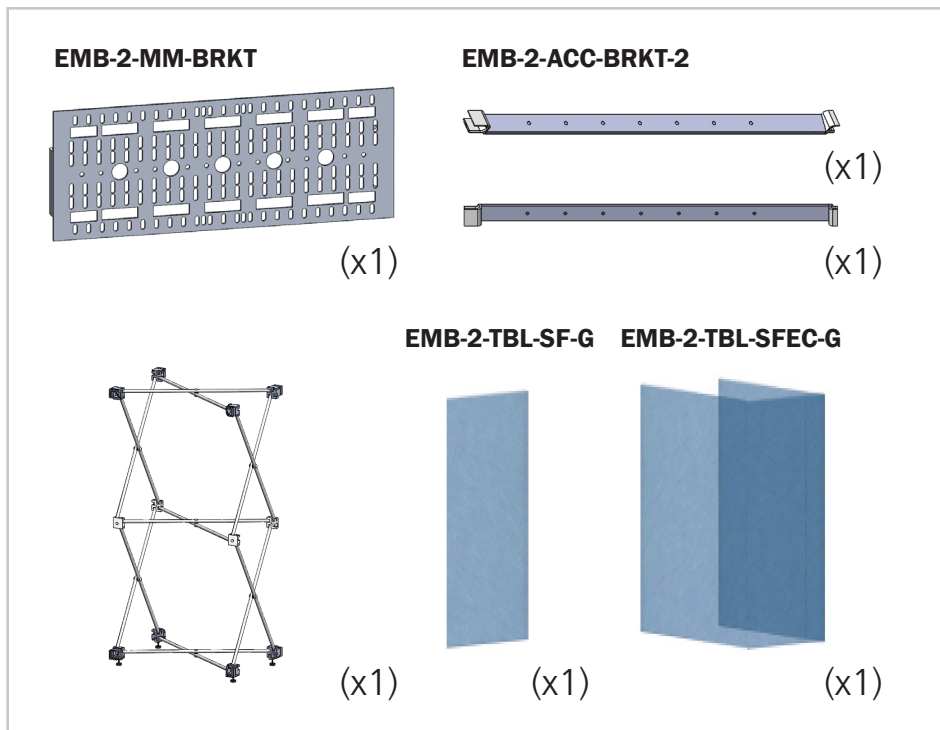 EMB-2-MM-BRKT
(x1)
EMB-2-ACC-BRKT-2
(x1)
(x1)
(x1)
EMB-2-TBL-SF-G
(x1)
EMB-2-TBL-SFEC-G
(x1)